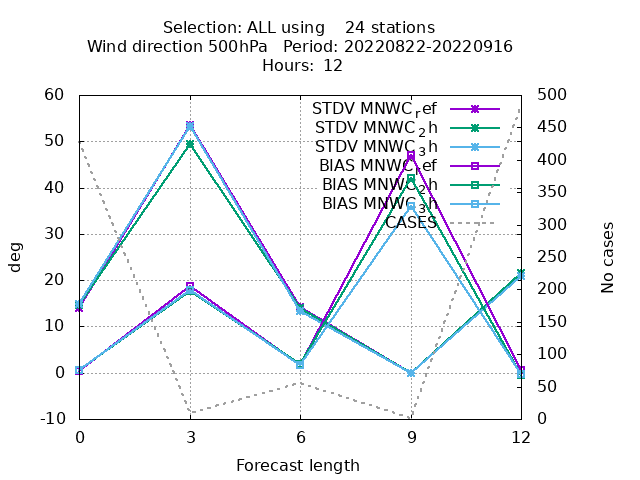 Selection: ALL using 24 stations
Wind direction 500hPa Period: 20220822-20220916
Hours: 12
60
50
40
30
20
10
0
-10
deg
STDV MNWC_ref
STDV MNWC_2h
STDV MNWC_3h
BIAS MNWC_ref
BIAS MNWC_2h
BIAS MNWC_3h
CASES
500
450
400
350
300
250
200
150
100
50
0
No cases
0 3 6 9 12
Forecast length